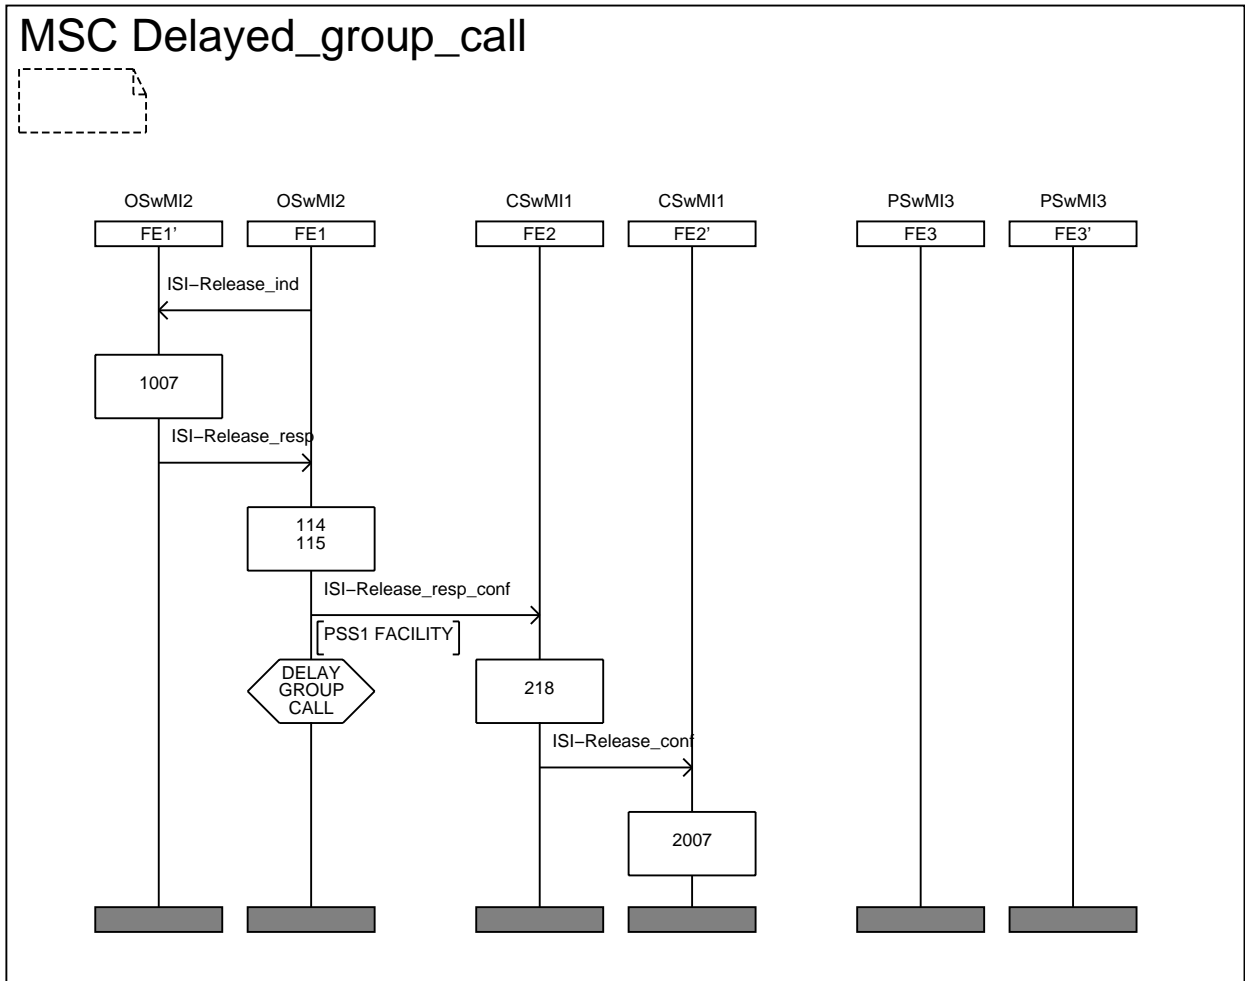 MSC Delayed_group_call
OSwMI2 OSwMI2 CSwMI1 CSwMI1 PSwMI3 PSwMI3
FE1’ FE1 FE2 FE2’ FE3 FE3’
ISI−Release_ind
1007
ISI−Release_resp
114
115
ISI−Release_resp_conf
PSS1 FACILITY
DELAY
GROUP
CALL
218
ISI−Release_conf
2007